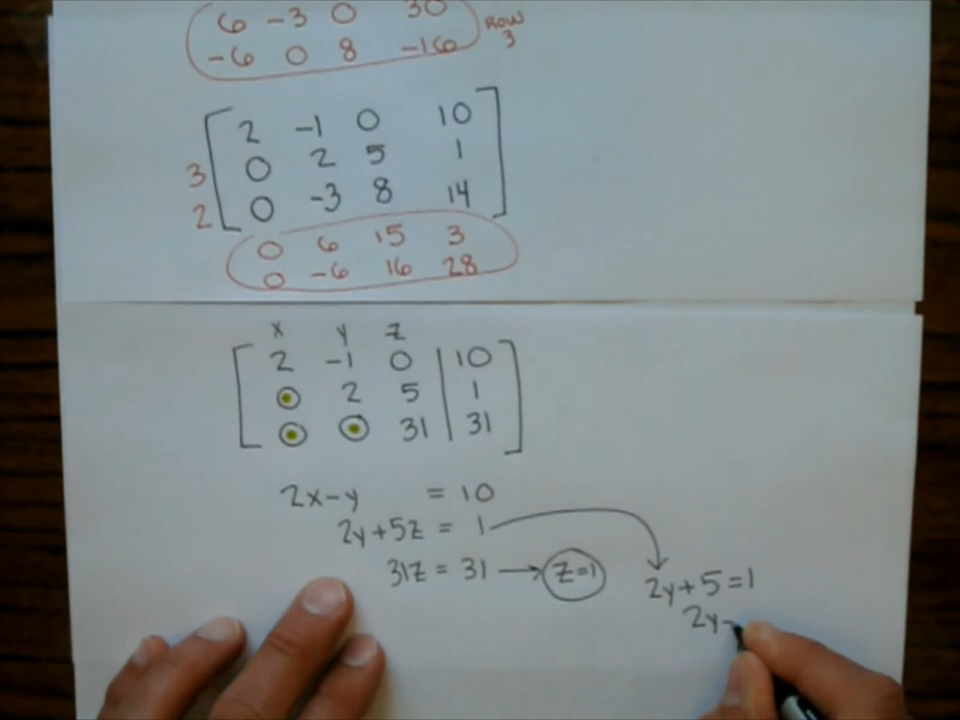 6 -3 0 30
-6 0 8 -16
ROW 3
2 -1 0 10
3 0 2 5 1
2 0 -3 8 14
0 6 15 3
0 -6 16 28
x y z
2 -1 0 | 10
0 2 5 | 1
0 0 31 | 31
2x-y = 10
2y+5z = 1
31z = 31 → z=1
2y+5=1
2y-